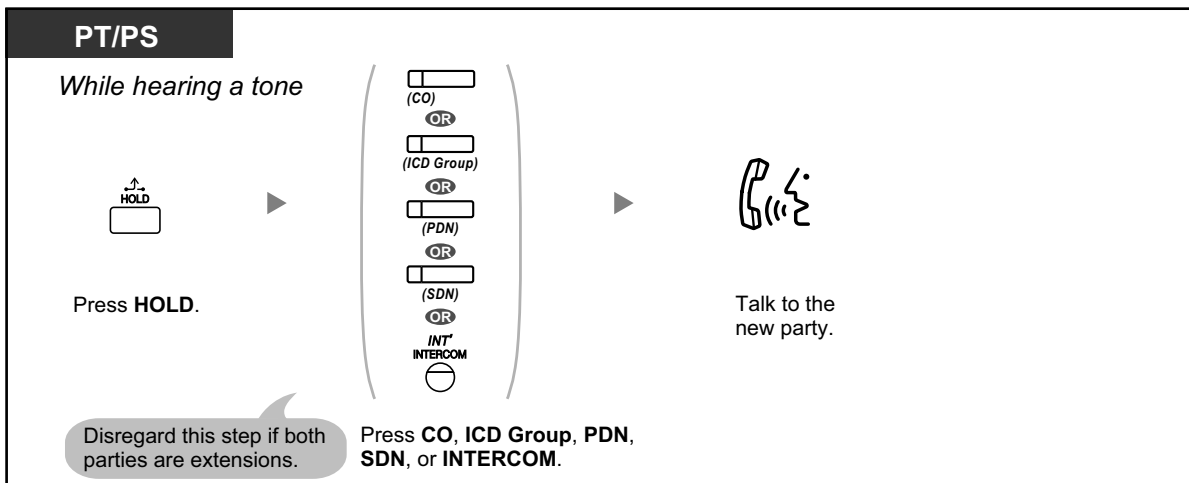 PT/PS
While hearing a tone
HOLD
Press HOLD.
(CO)
OR
(ICD Group)
OR
(PDN)
OR
(SDN)
OR
INT'
INTERCOM
Disregard this step if both
parties are extensions.
Press CO, ICD Group, PDN,
SDN, or INTERCOM.
Talk to the
new party.